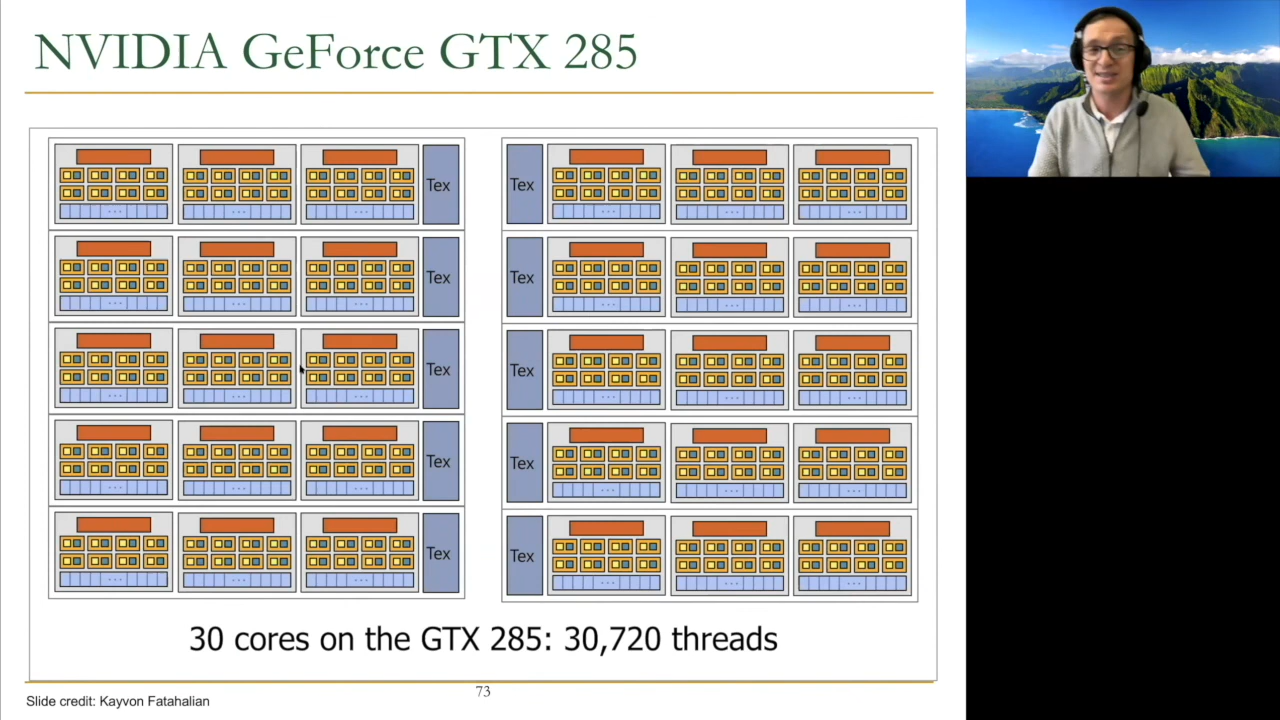 NVIDIA GeForce GTX 285
Tex Tex
Tex Tex
Tex Tex
Tex Tex
Tex Tex
30 cores on the GTX 285: 30,720 threads
73
Slide credit: Kayvon Fatahalian